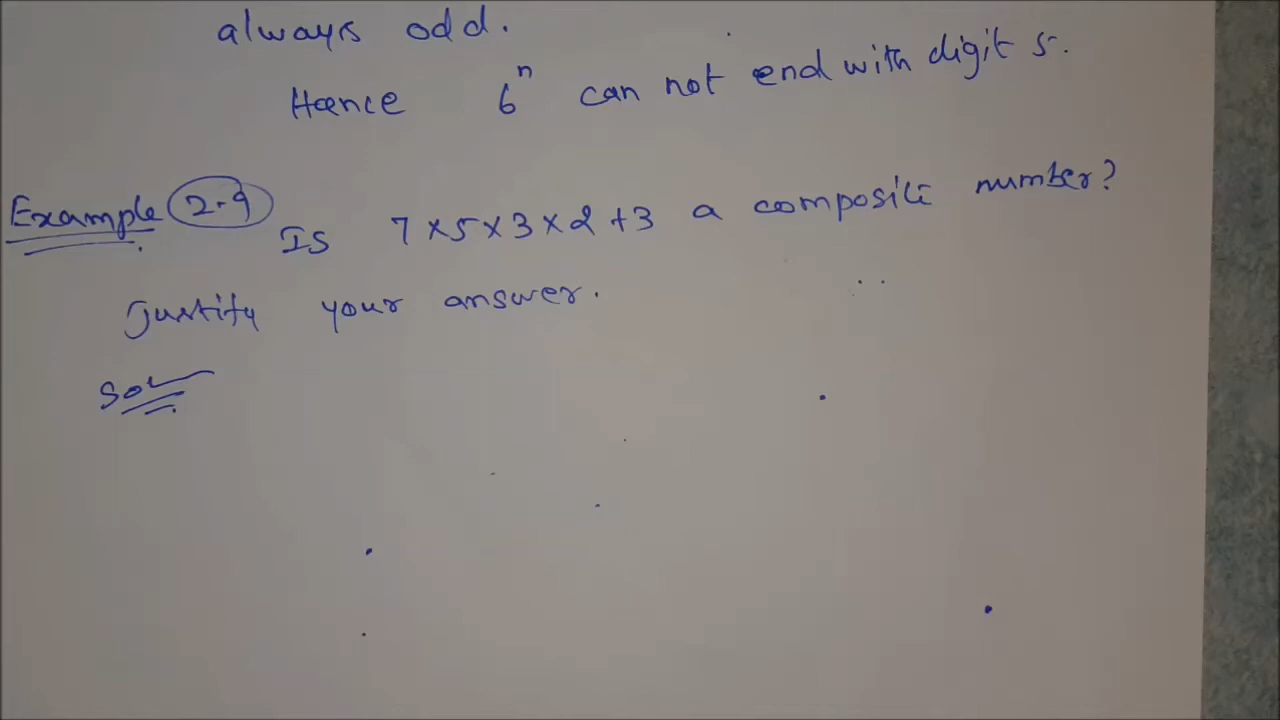 always odd.
Hence 6ⁿ can not end with digit 5.
Example 2.9 Is 7×5×3×2+3 a composite number?
Justify your answer.
Sol